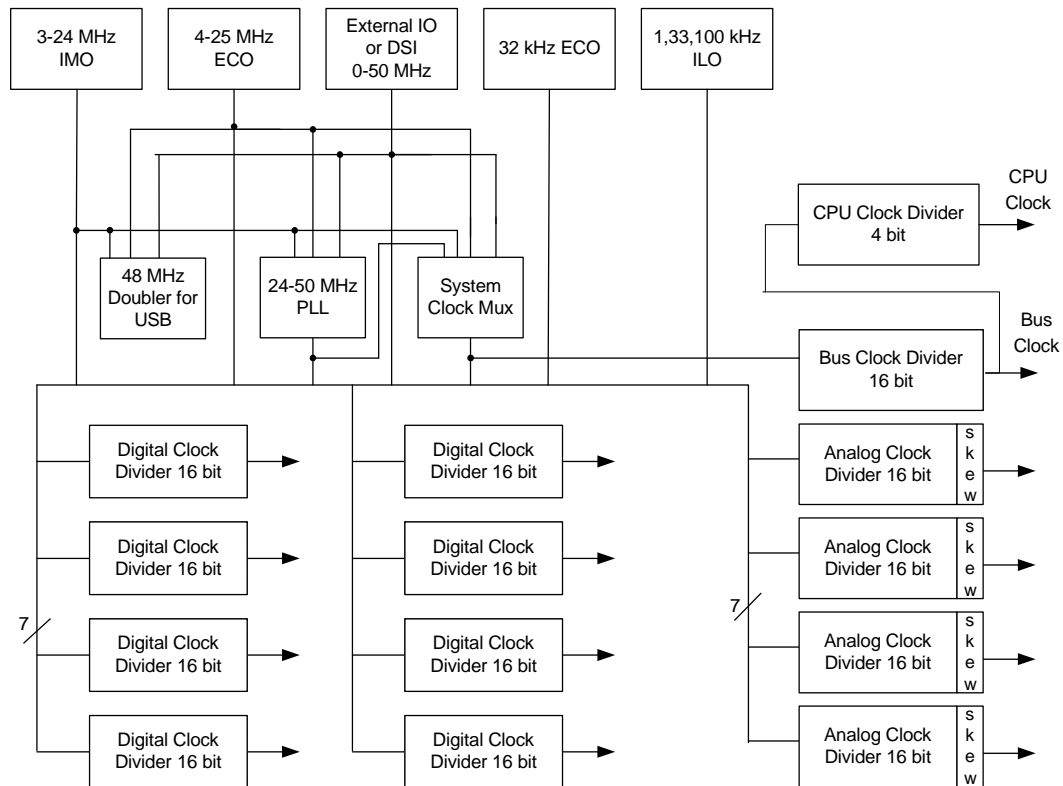 3-24 MHz
IMO
4-25 MHz
ECO
External IO
or DSI
0-50 MHz
32 kHz ECO
1,33,100 kHz
ILO
48 MHz
Doubler for
USB
24-50 MHz
PLL
System
Clock Mux
CPU Clock Divider
4 bit
CPU
Clock
Bus Clock Divider
16 bit
Bus
Clock
Digital Clock
Divider 16 bit
Digital Clock
Divider 16 bit
Analog Clock
Divider 16 bit
skew
Digital Clock
Divider 16 bit
Digital Clock
Divider 16 bit
Analog Clock
Divider 16 bit
skew
7
7
Digital Clock
Divider 16 bit
Digital Clock
Divider 16 bit
Analog Clock
Divider 16 bit
skew
Digital Clock
Divider 16 bit
Digital Clock
Divider 16 bit
Analog Clock
Divider 16 bit
skew